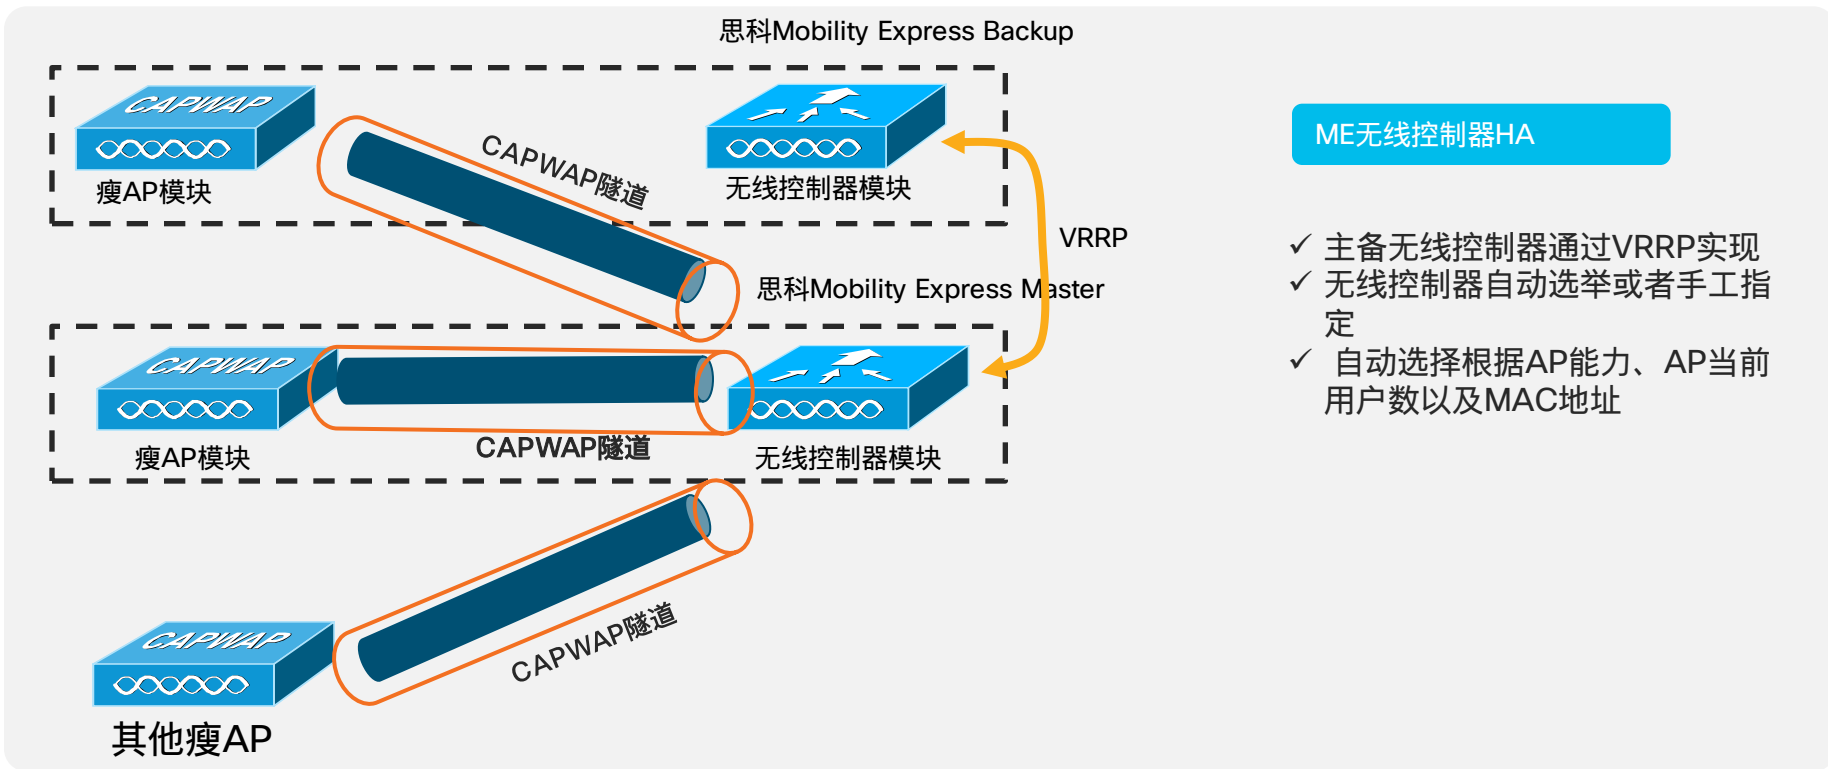 思科Mobility Express Backup
CAPWAP
CAPWAP隧道
瘦AP模块
无线控制器模块
VRRP
思科Mobility Express Master
CAPWAP
CAPWAP隧道
瘦AP模块
无线控制器模块
CAPWAP
CAPWAP隧道
其他瘦AP
ME无线控制器HA
✓ 主备无线控制器通过VRRP实现
✓ 无线控制器自动选举或者手工指
定
✓ 自动选择根据AP能力、AP当前
用户数以及MAC地址